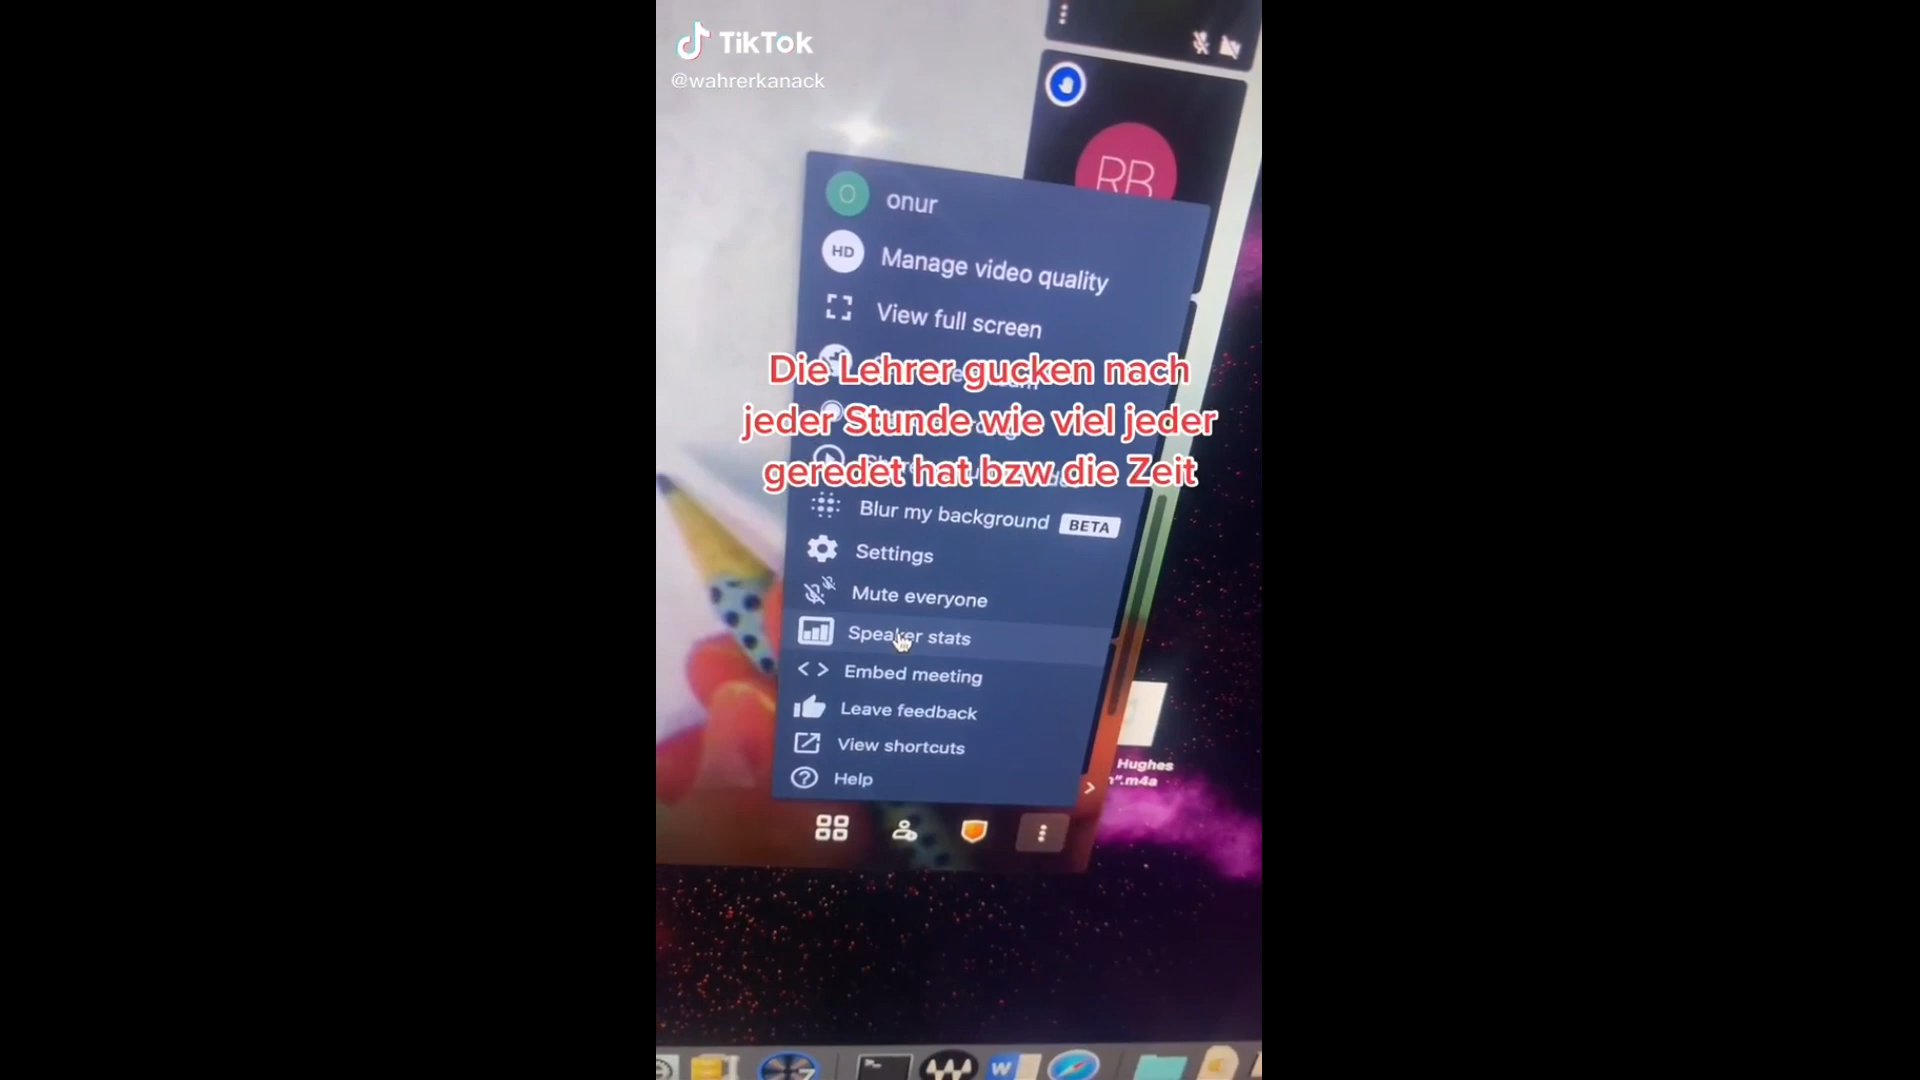 TikTok
@wahrerkanack
RB
O onur
HD Manage video quality
View full screen
Die Lehrer gucken nach
jeder Stunde wie viel jeder
geredet hat bzw die Zeit
Blur my background BETA
Settings
Mute everyone
Speaker stats
Embed meeting
Leave feedback
View shortcuts
Help
Hughes
n".m4a
W